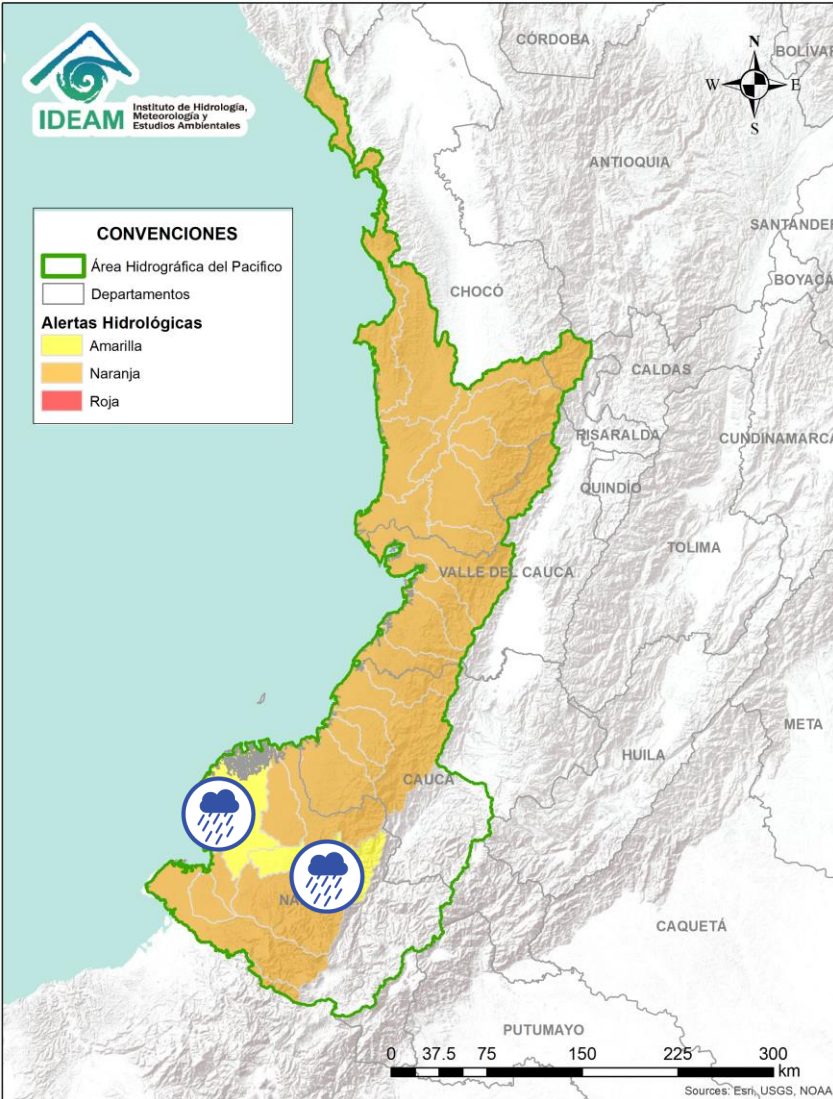 IDEAM
Instituto de Hidrología,
Meteorología y
Estudios Ambientales
CÓRDOBA
BOLÍVAR
N
W
E
S
ANTIOQUIA
SANTANDER
BOYACÁ
CONVENCIONES
Área Hidrográfica del Pacifico
Departamentos
Alertas Hidrológicas
Amarilla
Naranja
Roja
CHOCÓ
CALDAS
RISARALDA
CUNDINAMARCA
QUINDÍO
TOLIMA
VALLE DEL CAUCA
META
HUILA
CAUCA
CAQUETÁ
PUTUMAYO
0 37.5 75 150 225 300
km
Sources: Esri, USGS, NOAA